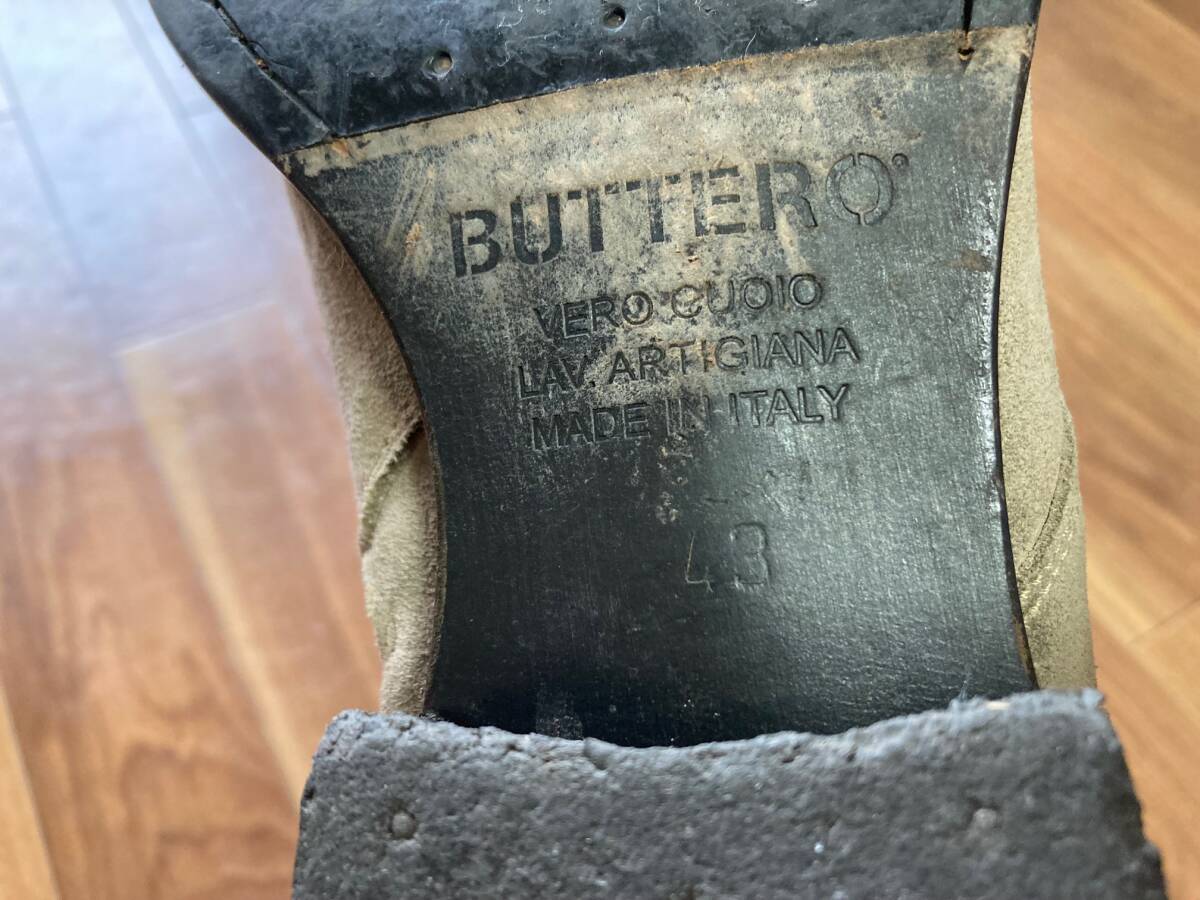 BUTTERO®
VERO CUOIO
LAV. ARTIGIANA
MADE IN ITALY
43